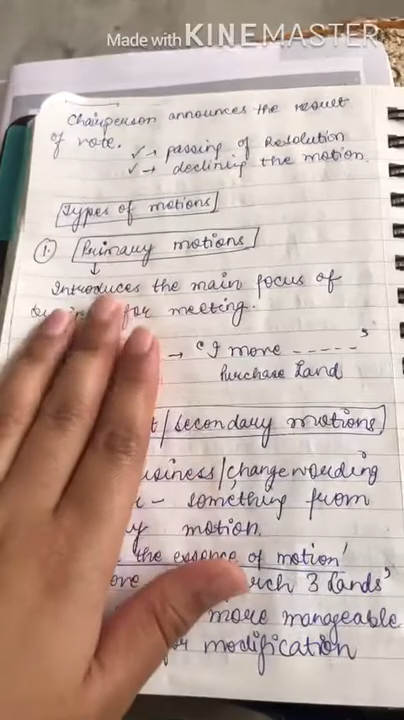 Made with KINEMASTER
Chairperson announces the result
of vote.
✓→ passing of Resolution
✓→ declining the motion.
Types of motions
1. Primary motions
↓
Introduces the main focus of
for meeting.
→ "I move -----"
Purchase Land
/secondary motions
/change wording
- something from
motion.
the essence of motion'
3 lands'
more manageable
modification